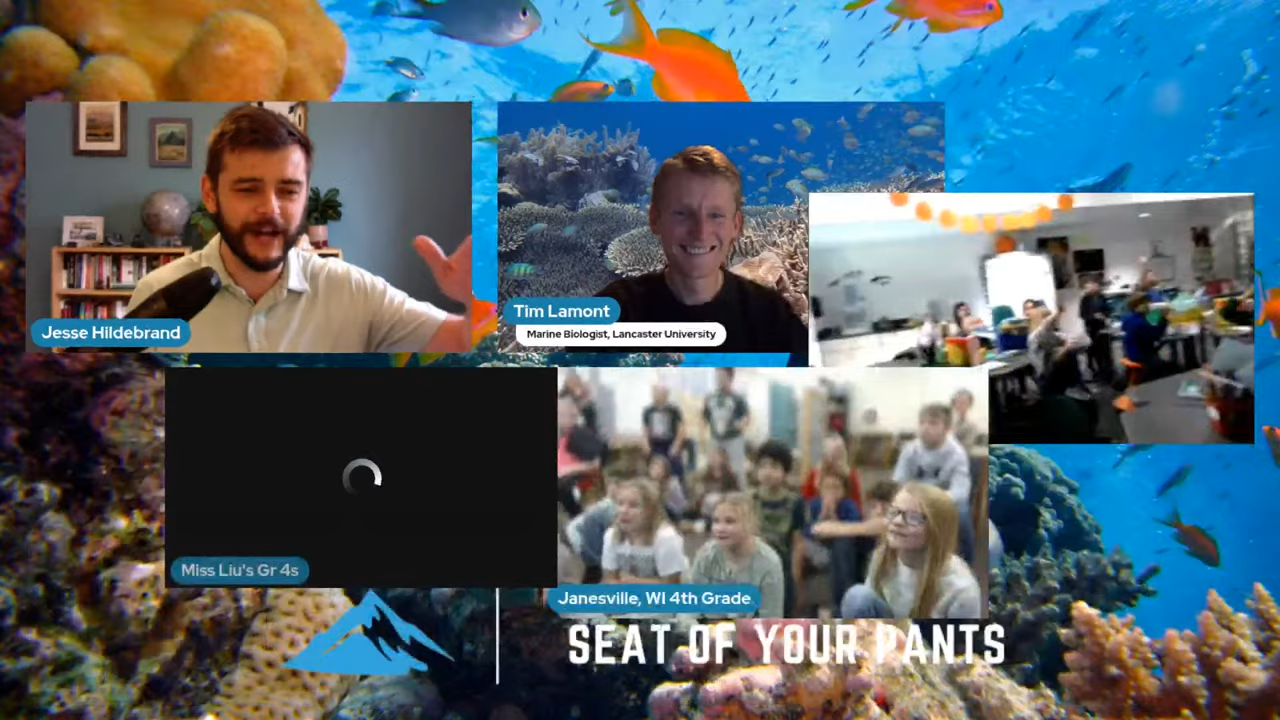 Jesse Hildebrand
Tim Lamont
Marine Biologist, Lancaster University
Miss Liu's Gr 4s
Janesville, WI 4th Grade
SEAT OF YOUR PANTS